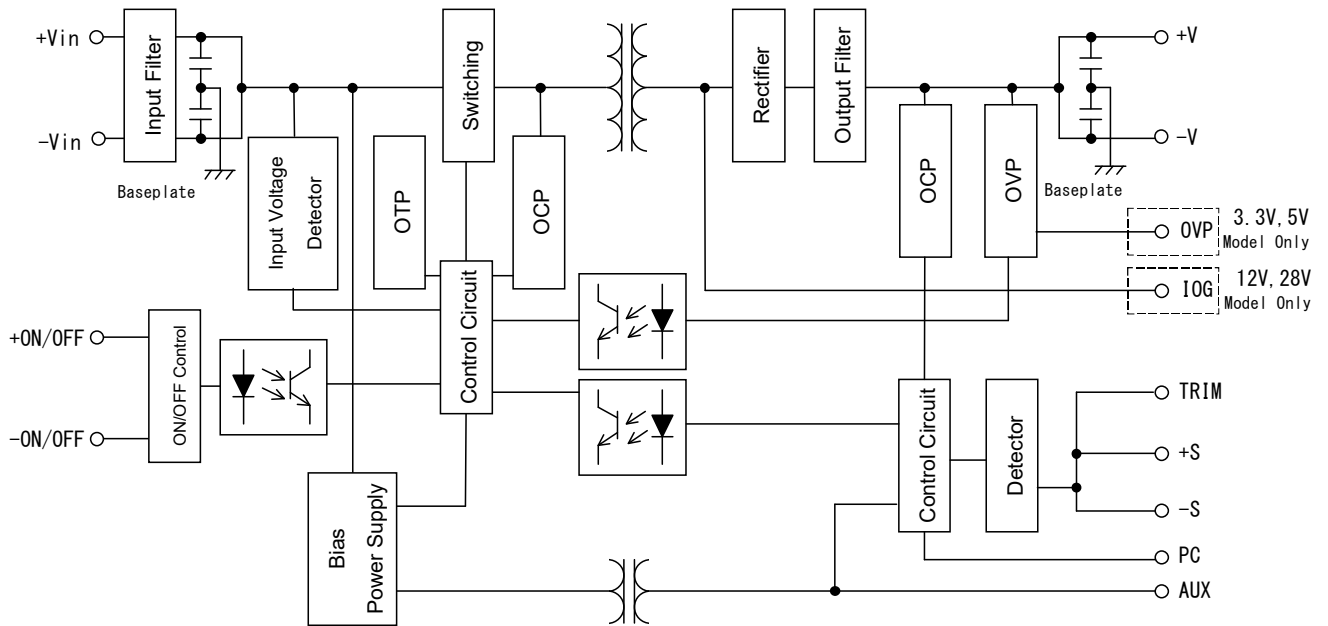 +Vin
-Vin
Input Filter
Baseplate
Input Voltage
Detector
Switching
OTP
OCP
Rectifier
Output Filter
OCP
OVP
Baseplate
+V
-V
OVP
3.3V, 5V
Model Only
IOG
12V, 28V
Model Only
+ON/OFF
-ON/OFF
ON/OFF Control
Control Circuit
Bias
Power Supply
Control Circuit
Detector
TRIM
+S
-S
PC
AUX